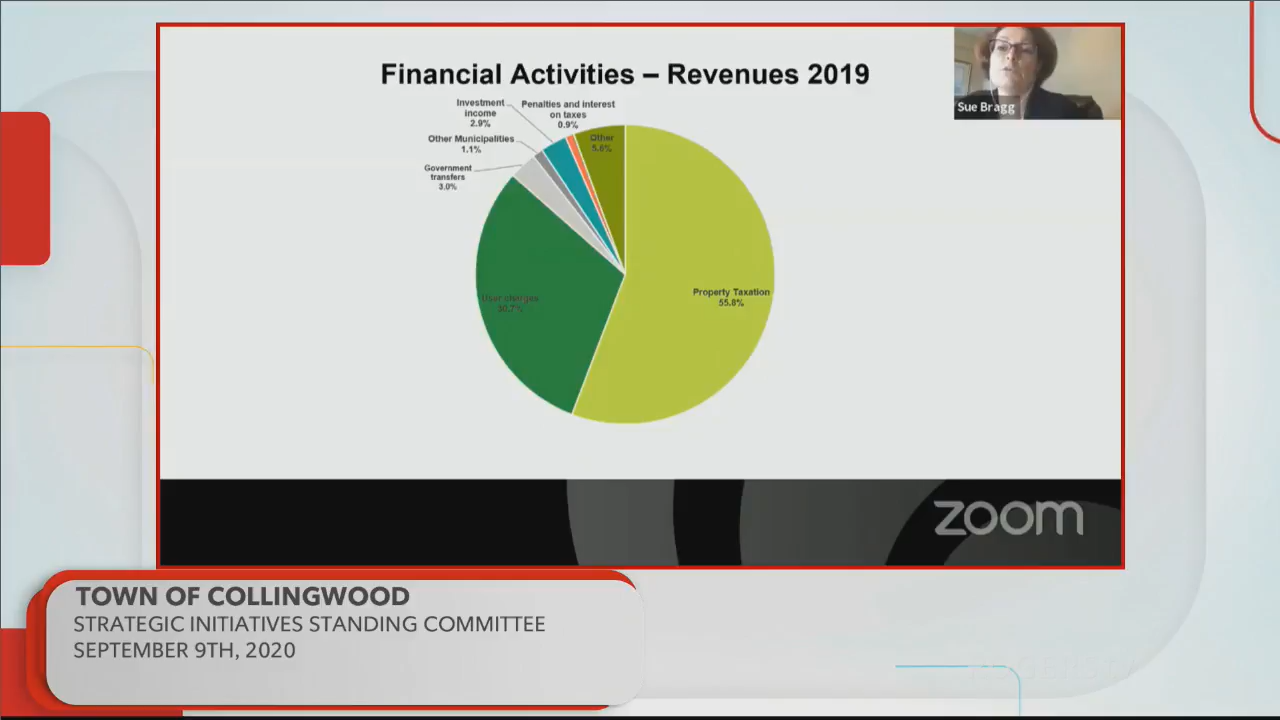 Financial Activities – Revenues 2019
Sue Bragg
Investment
income
2.9%
Penalties and interest
on taxes
0.9%
Other Municipalities
1.1%
Other
5.6%
Government
transfers
3.0%
User charges
30.7%
Property Taxation
55.8%
zoom
TOWN OF COLLINGWOOD
STRATEGIC INITIATIVES STANDING COMMITTEE
SEPTEMBER 9TH, 2020